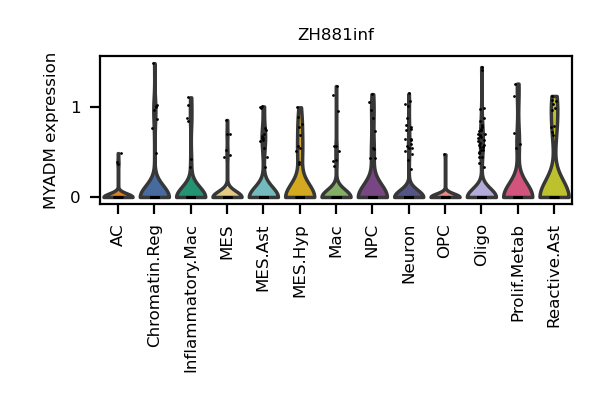 ZH881inf
MYADM expression
1
0
AC
Chromatin.Reg
Inflammatory.Mac
MES
MES.Ast
MES.Hyp
Mac
NPC
Neuron
OPC
Oligo
Prolif.Metab
Reactive.Ast